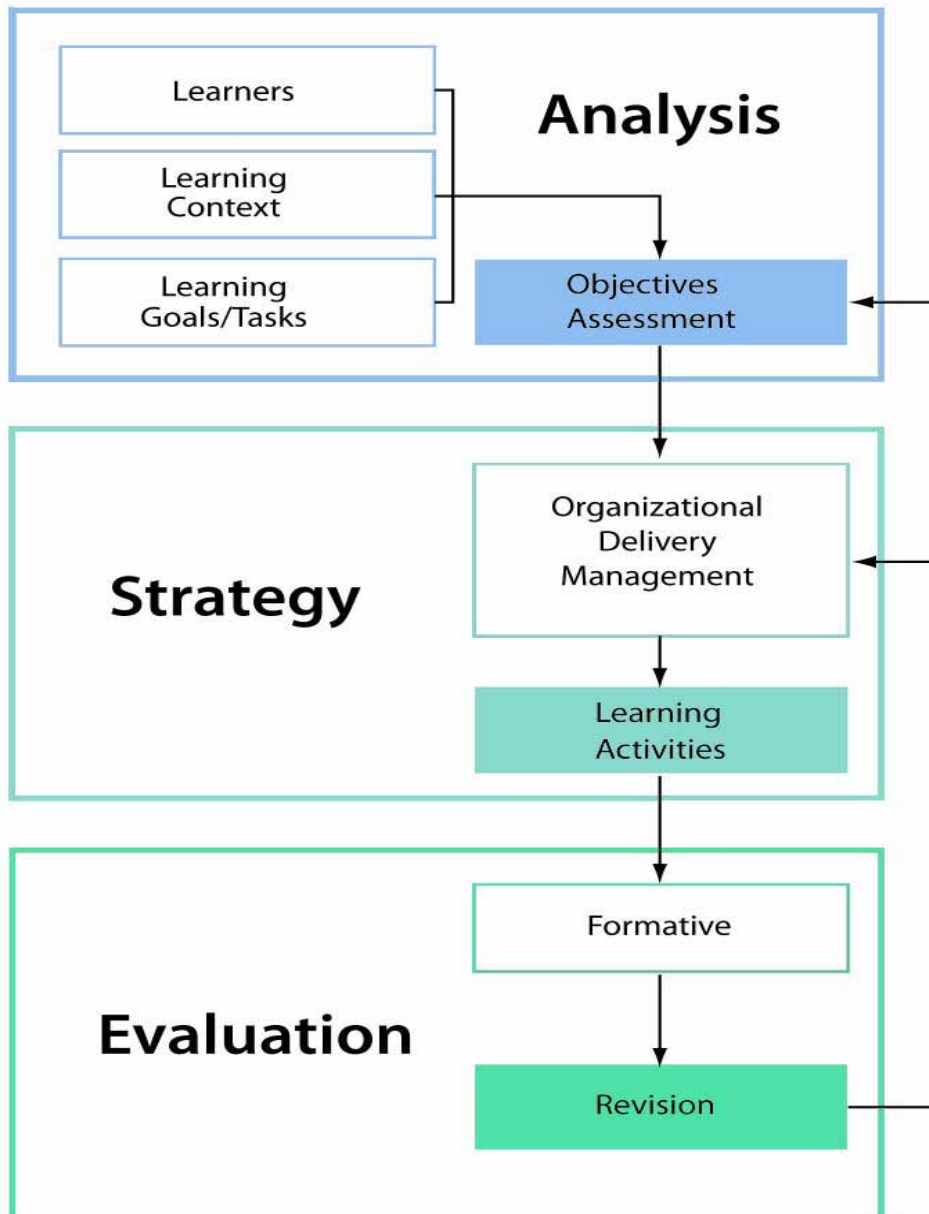 Analysis
Learners
Learning
Context
Learning
Goals/Tasks
Objectives
Assessment
Strategy
Organizational
Delivery
Management
Learning
Activities
Evaluation
Formative
Revision